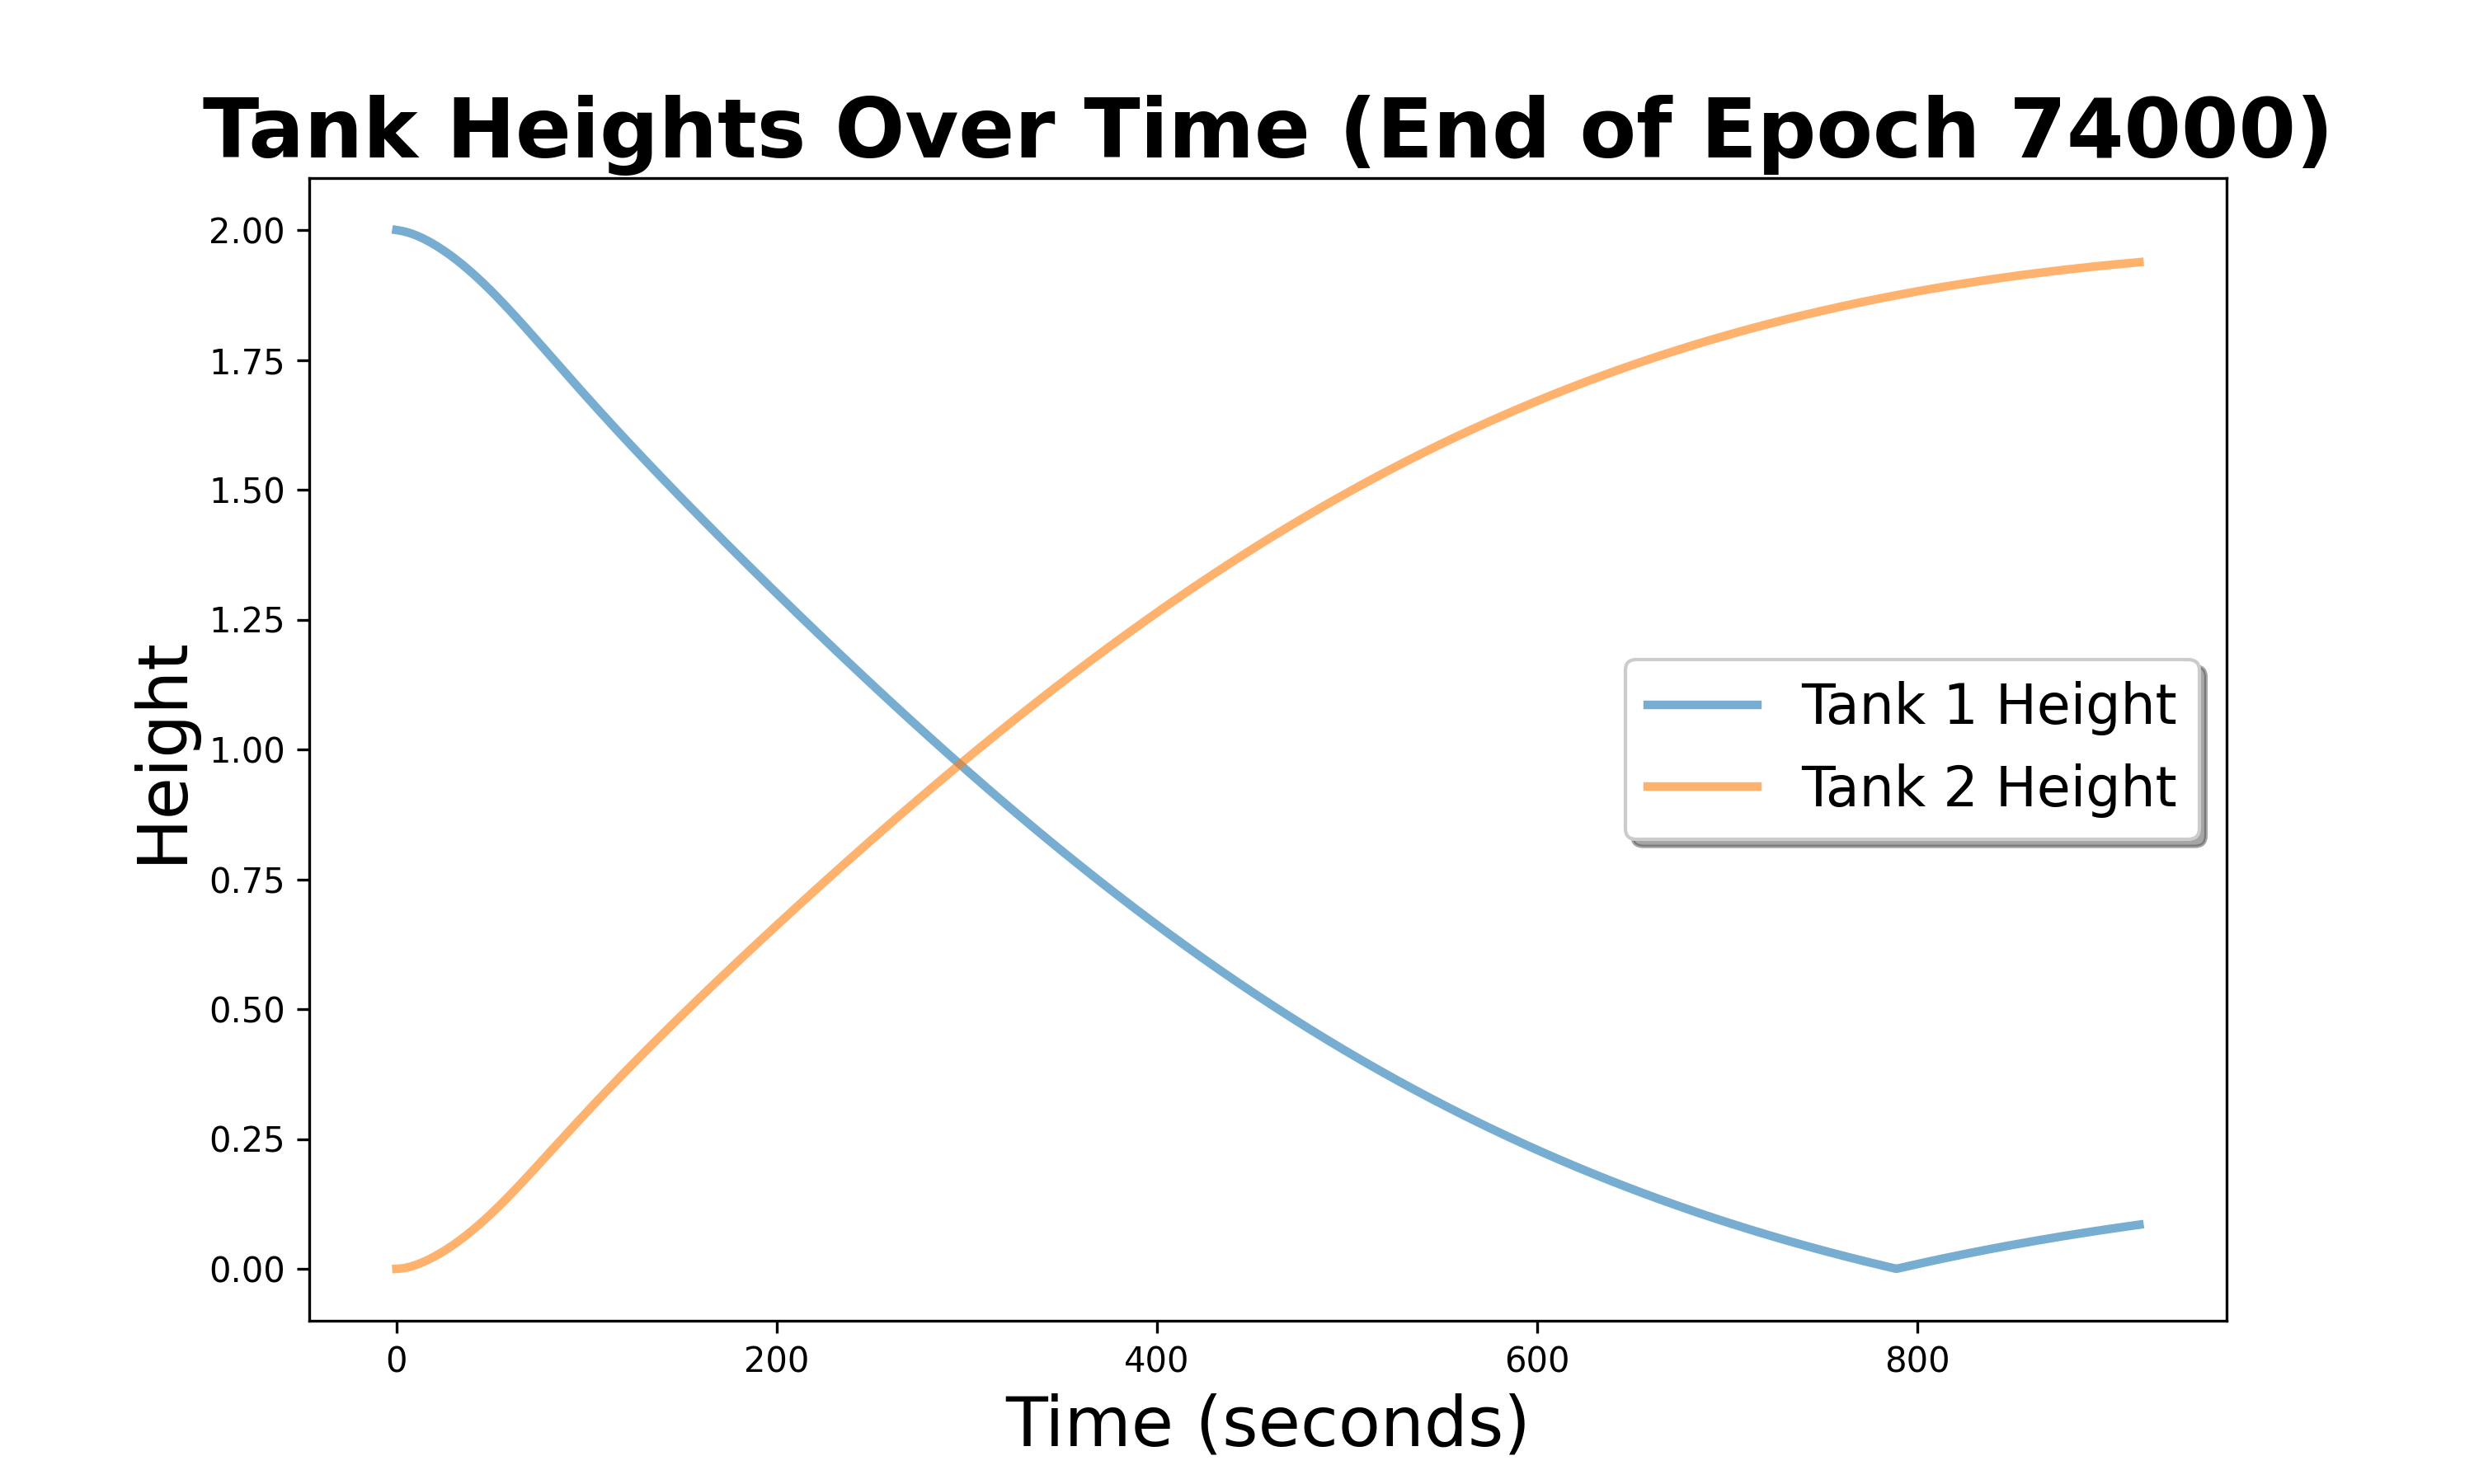 Tank Heights Over Time (End of Epoch 74000)
Height
2.00
1.75
1.50
1.25
1.00
0.75
0.50
0.25
0.00
Tank 1 Height
Tank 2 Height
0 200 400 600 800
Time (seconds)